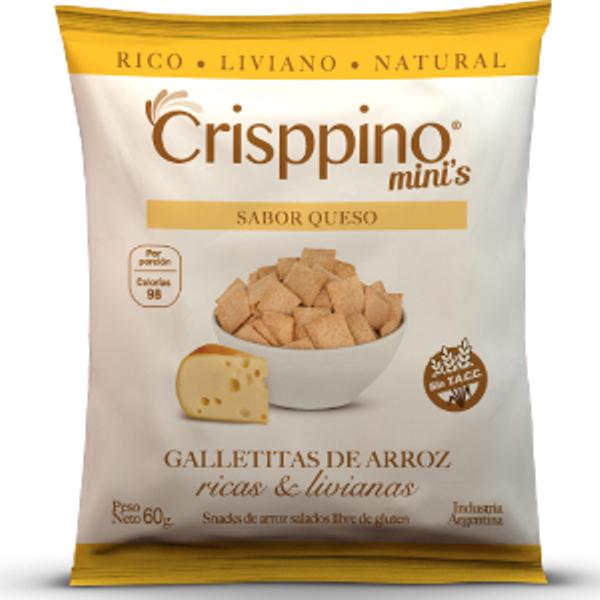 RICO • LIVIANO • NATURAL
Crisppino®
mini's
SABOR QUESO
Por
porción
Calorías
98
Sin T.A.C.C.
GALLETITAS DE ARROZ
ricas & livianas
Peso
Neto 60g.
Snacks de arroz salados libre de gluten
Industria
Argentina